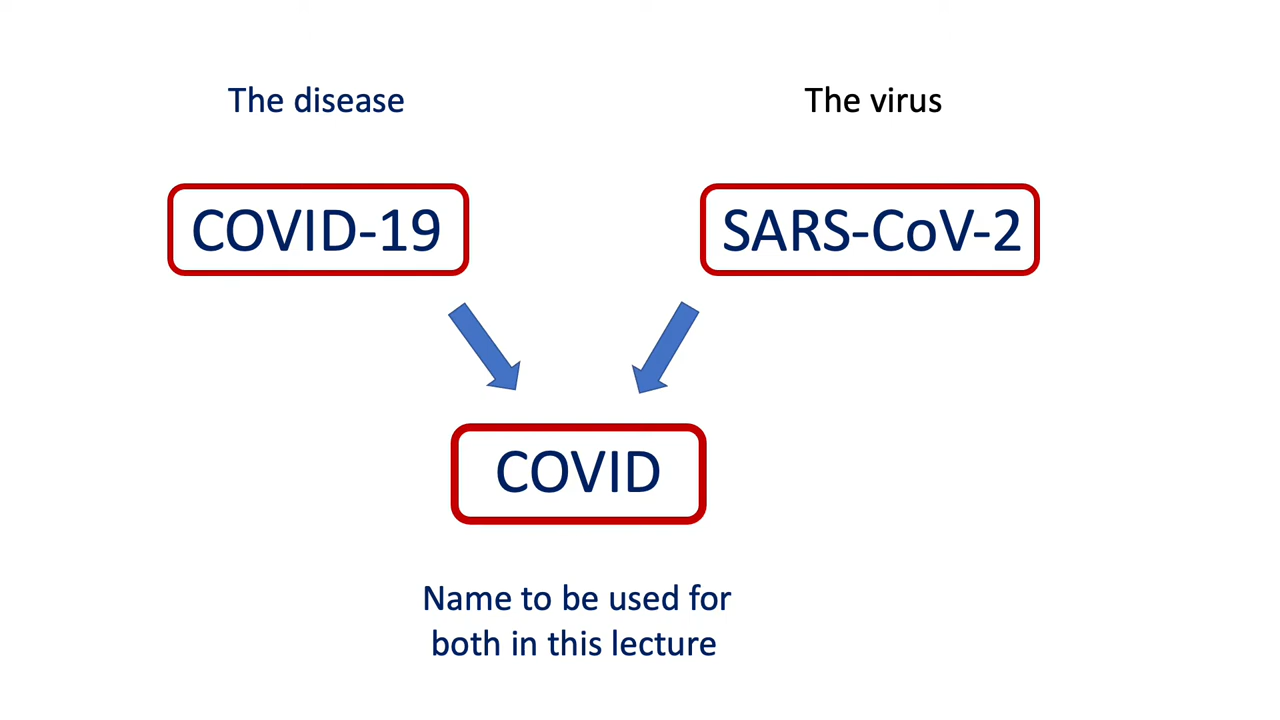 The disease
The virus
COVID-19
SARS-CoV-2
COVID
Name to be used for
both in this lecture